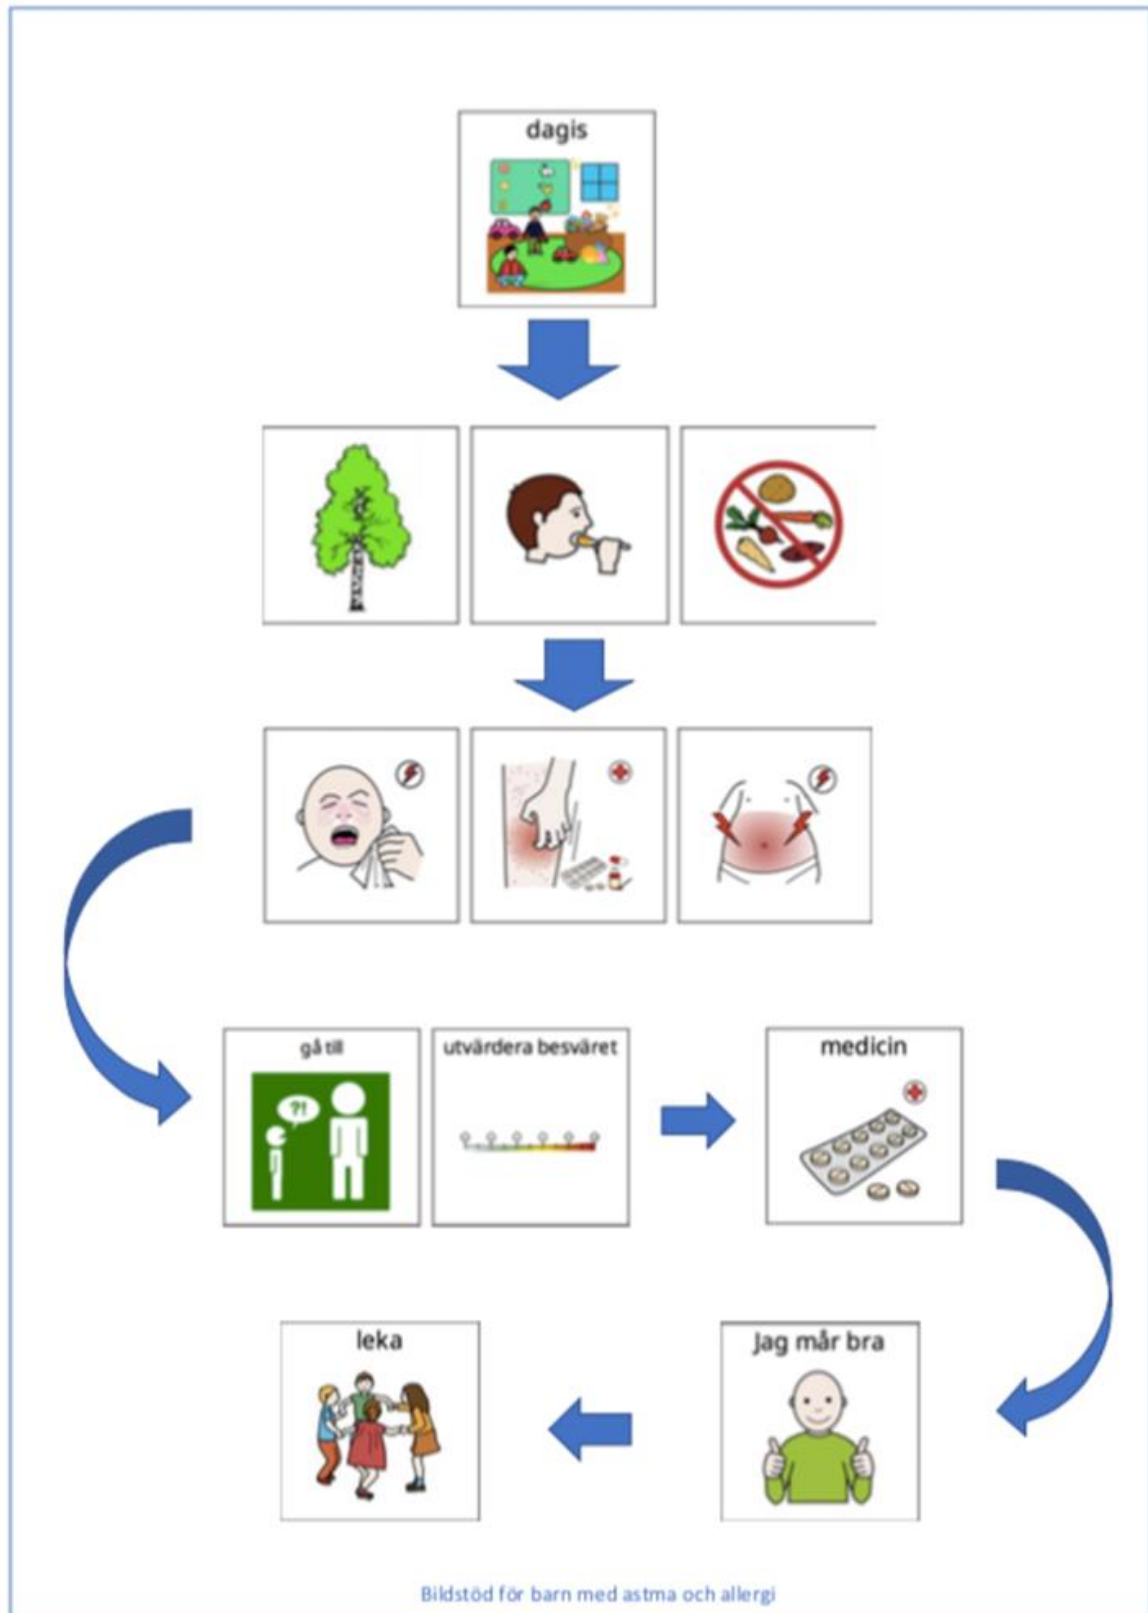 dagis
gå till
?!
utvärdera besväret
medicin
leka
Jag mår bra
Bildstöd för barn med astma och allergi